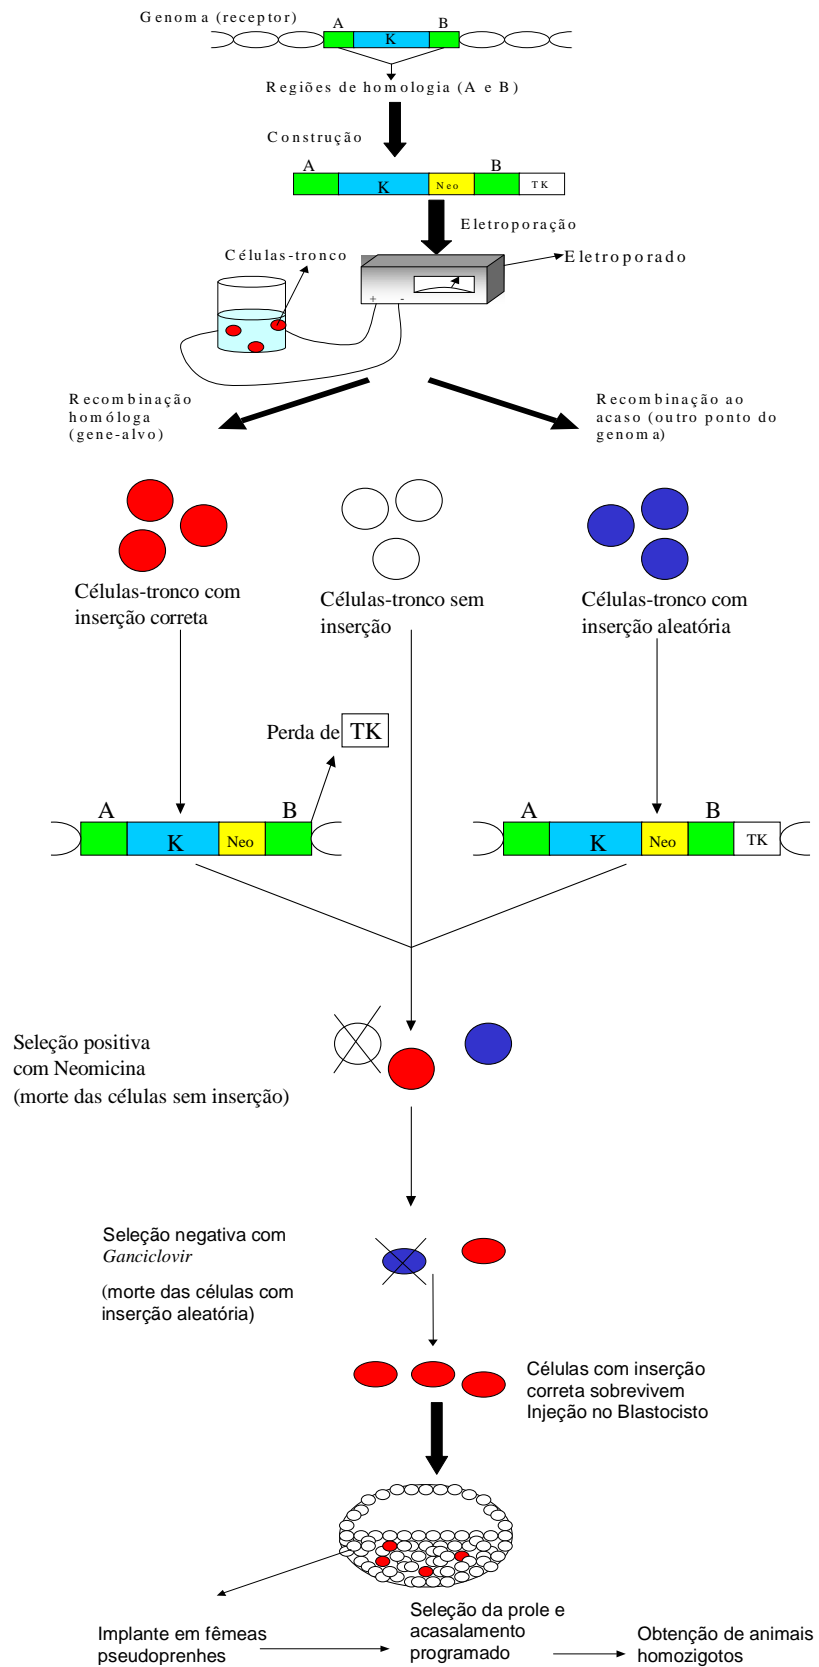 Genoma (receptor)
A
B
K
Regiões de homologia (A e B)
Construção
A
B
K
Neo
TK
Eletroporação
Células-tronco
Eletroporado
+
-
Recombinação
homóloga
(gene-alvo)
Recombinação ao
acaso (outro ponto do
genoma)
Células-tronco com
inserção correta
Células-tronco sem
inserção
Células-tronco com
inserção aleatória
Perda de TK
A
B
K
Neo
A
B
K
Neo
TK
Seleção positiva
com Neomicina
(morte das células sem inserção)
Seleção negativa com
Ganciclovir
(morte das células com
inserção aleatória)
Células com inserção
correta sobrevivem
Injeção no Blastocisto
Implante em fêmeas
pseudoprenhes
Seleção da prole e
acasalamento
programado
Obtenção de animais
homozigotos